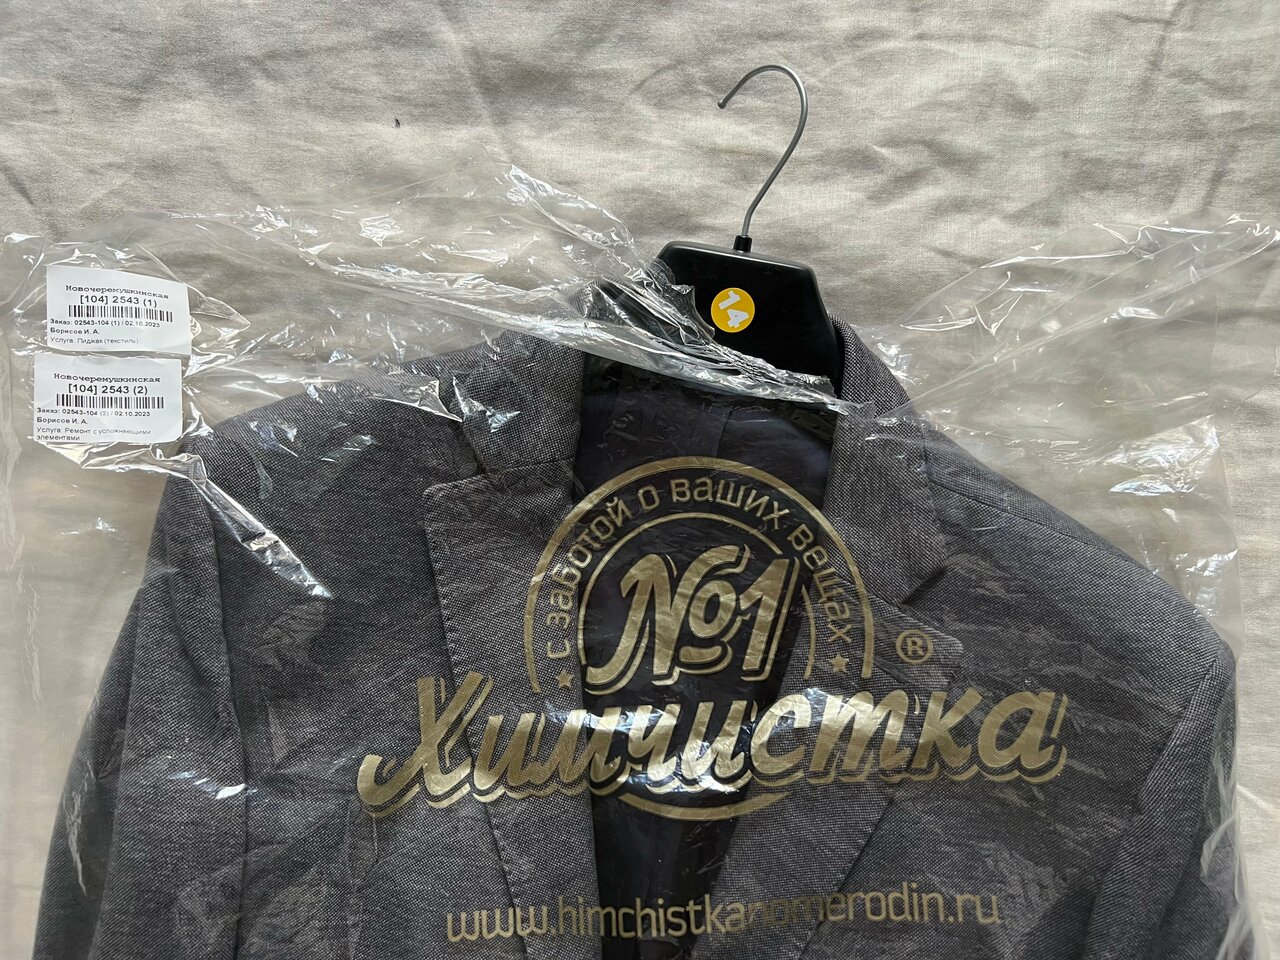 Новочеремушкинская
[104] 2543 (1)
Заказ: 02543-104 (1) / 02.10.2023
Борисов И. А.
Услуга: Пиджак (текстиль)
Новочеремушкинская
[104] 2543 (2)
Заказ: 02543-104 (2) / 02.10.2023
Борисов И. А.
Услуга: Ремонт с усложняющими
элементами
14
с заботой о ваших вещах
№1
®
Химчистка
www.himchistkanomerodin.ru